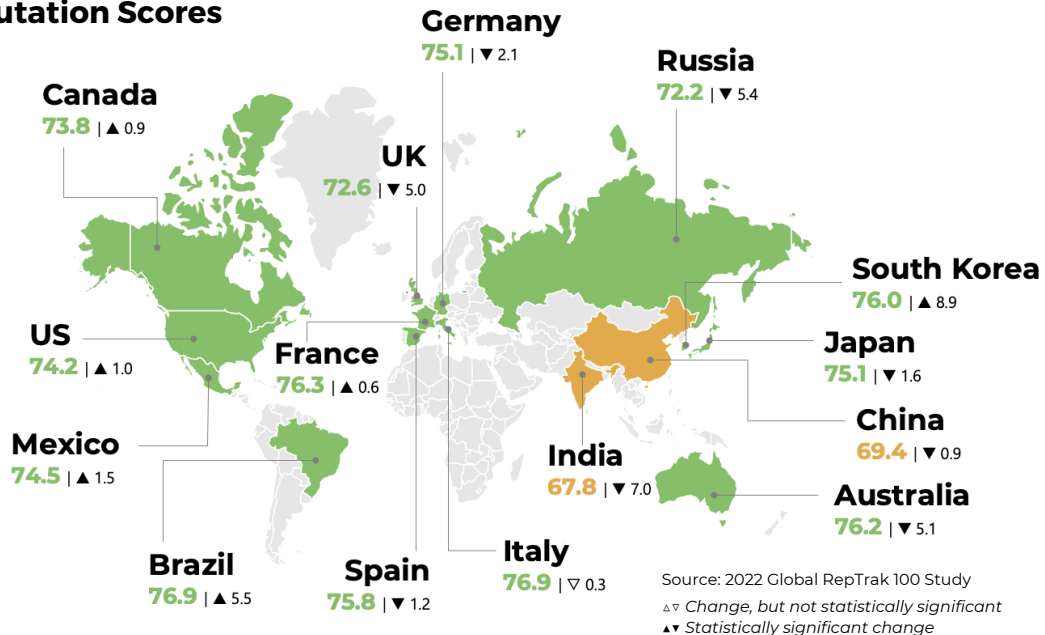 utation Scores
Germany
75.1 | ▼ 2.1
Russia
72.2 | ▼ 5.4
Canada
73.8 | ▲ 0.9
UK
72.6 | ▼ 5.0
South Korea
76.0 | ▲ 8.9
US
74.2 | ▲ 1.0
France
76.3 | ▲ 0.6
Japan
75.1 | ▼ 1.6
China
69.4 | ▼ 0.9
Mexico
74.5 | ▲ 1.5
India
67.8 | ▼ 7.0
Australia
76.2 | ▼ 5.1
Brazil
76.9 | ▲ 5.5
Spain
75.8 | ▼ 1.2
Italy
76.9 | ▽ 0.3
Source: 2022 Global RepTrak 100 Study
△▽ Change, but not statistically significant
▲▼ Statistically significant change